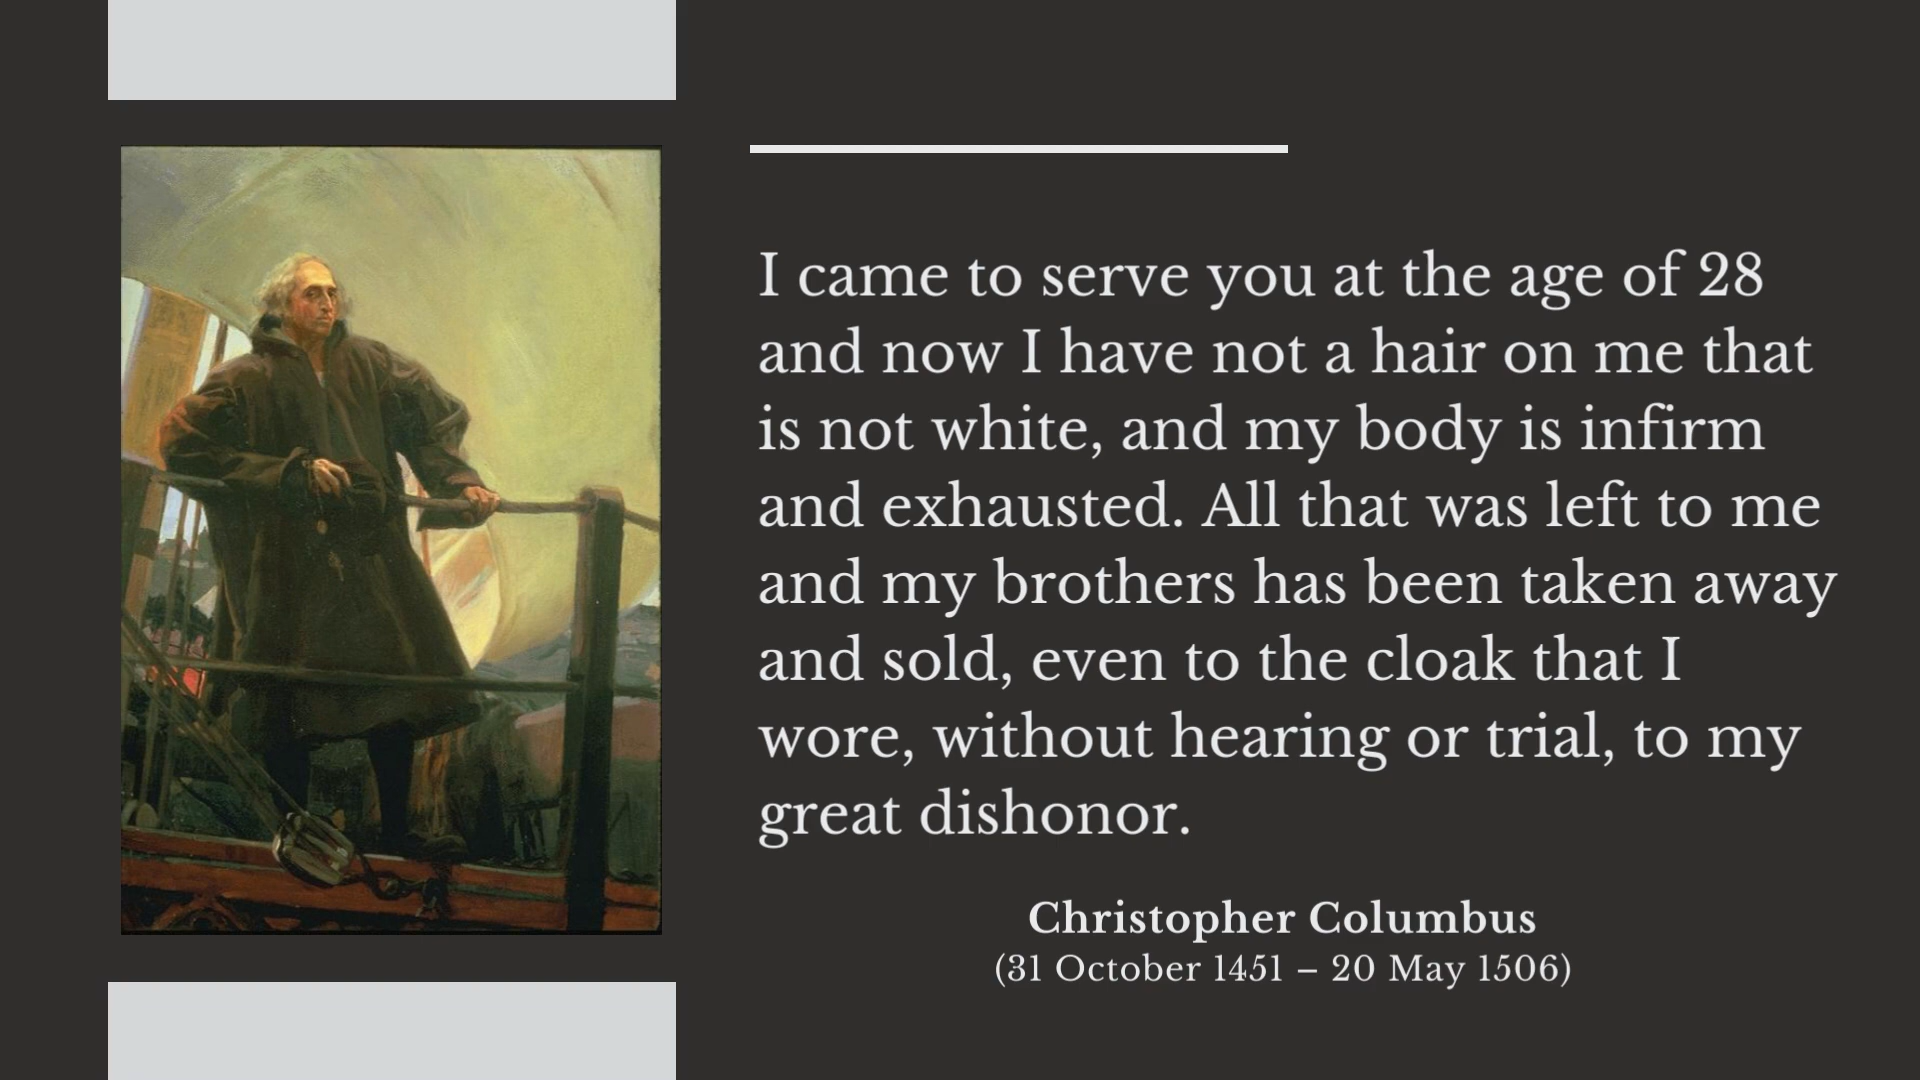 I came to serve you at the age of 28
and now I have not a hair on me that
is not white, and my body is infirm
and exhausted. All that was left to me
and my brothers has been taken away
and sold, even to the cloak that I
wore, without hearing or trial, to my
great dishonor.
Christopher Columbus
(31 October 1451 – 20 May 1506)